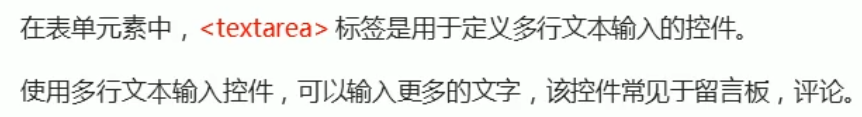 在表单元素中，<textarea> 标签是用于定义多行文本输入的控件。
使用多行文本输入控件，可以输入更多的文字，该控件常见于留言板，评论。